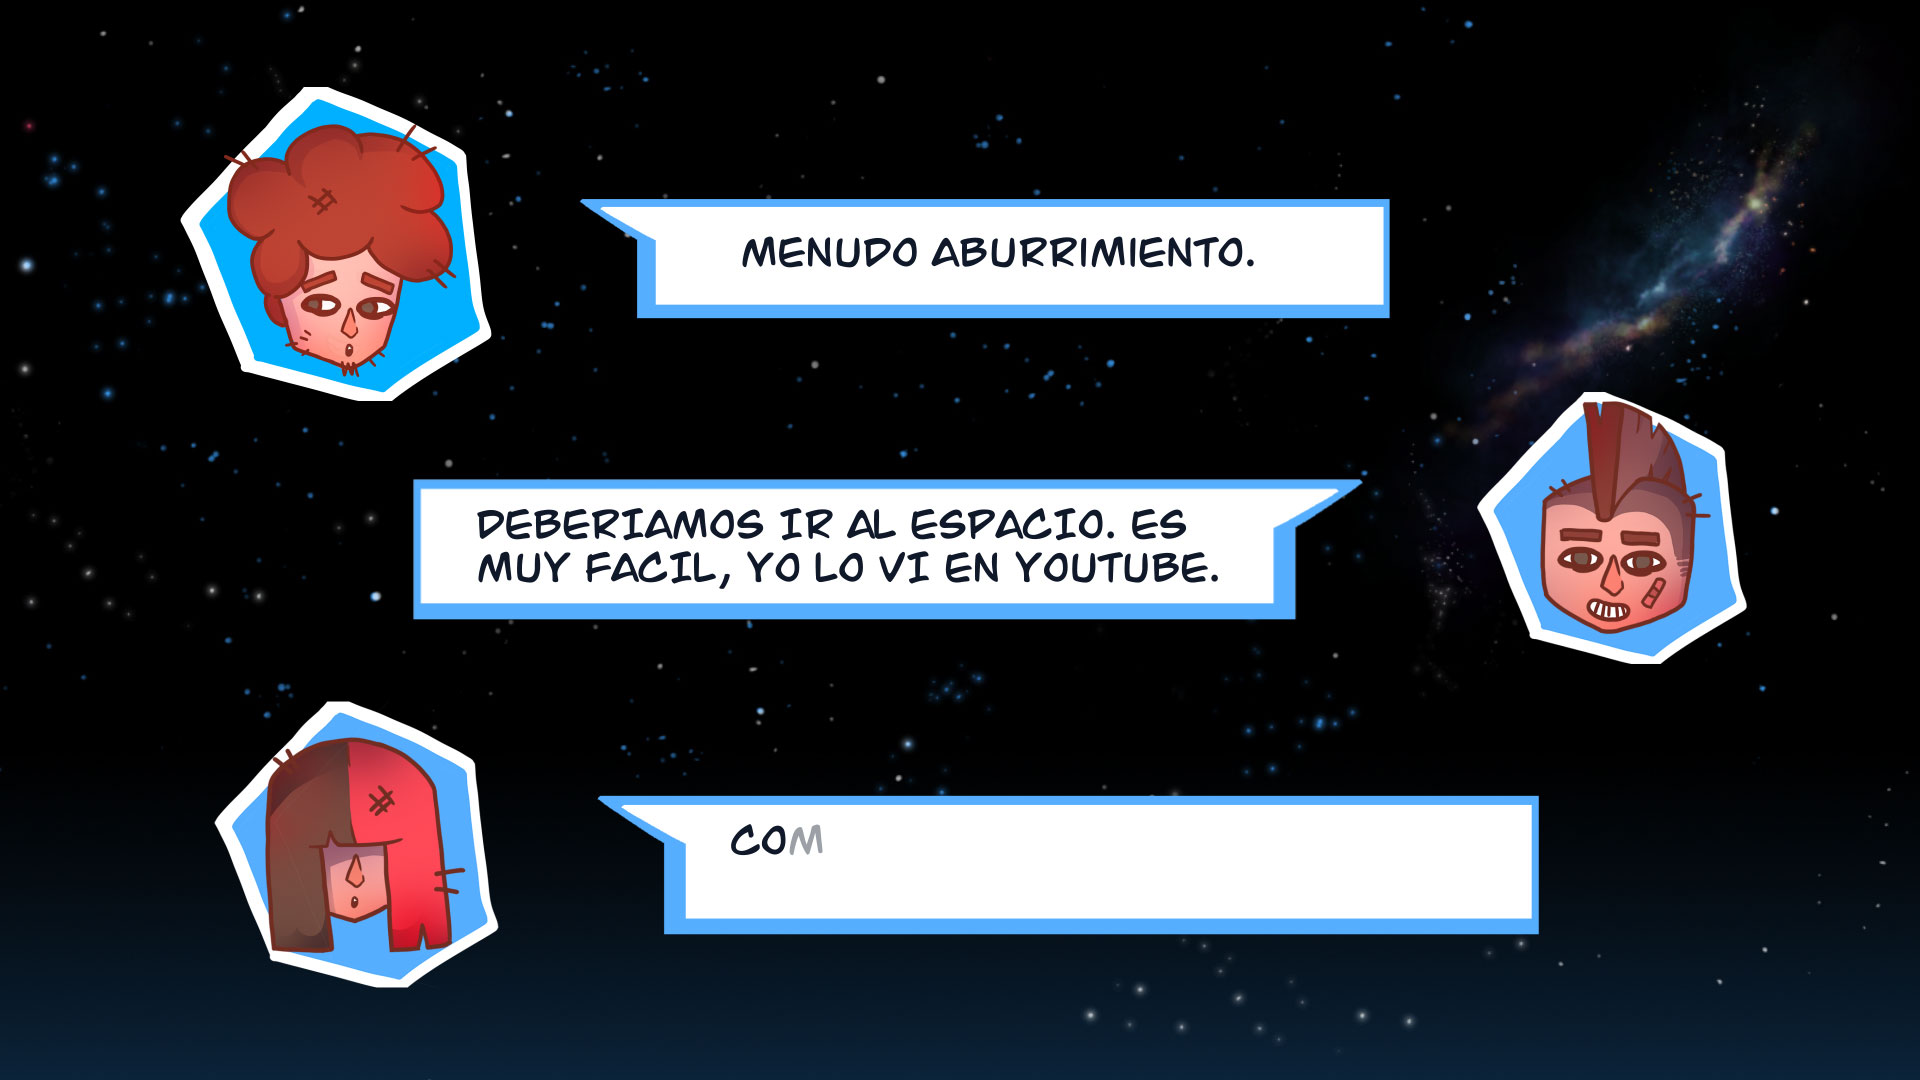 MENUDO ABURRIMIENTO.
DEBERIAMOS IR AL ESPACIO. ES
MUY FACIL, YO LO VI EN YOUTUBE.
COM